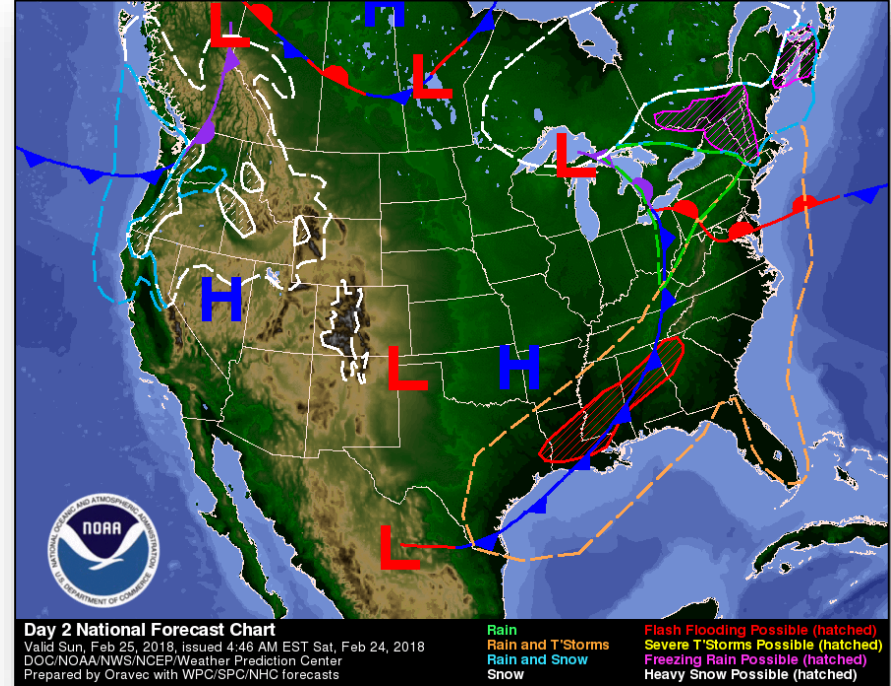 H
L
L
L
H
L
H
L
NATIONAL OCEANIC AND ATMOSPHERIC ADMINISTRATION
NOAA
U.S. DEPARTMENT OF COMMERCE
Day 2 National Forecast Chart
Valid Sun, Feb 25, 2018, issued 4:46 AM EST Sat, Feb 24, 2018
DOC/NOAA/NWS/NCEP/Weather Prediction Center
Prepared by Oravec with WPC/SPC/NHC forecasts
Rain
Rain and T'Storms
Rain and Snow
Snow
Flash Flooding Possible (hatched)
Severe T'Storms Possible (hatched)
Freezing Rain Possible (hatched)
Heavy Snow Possible (hatched)